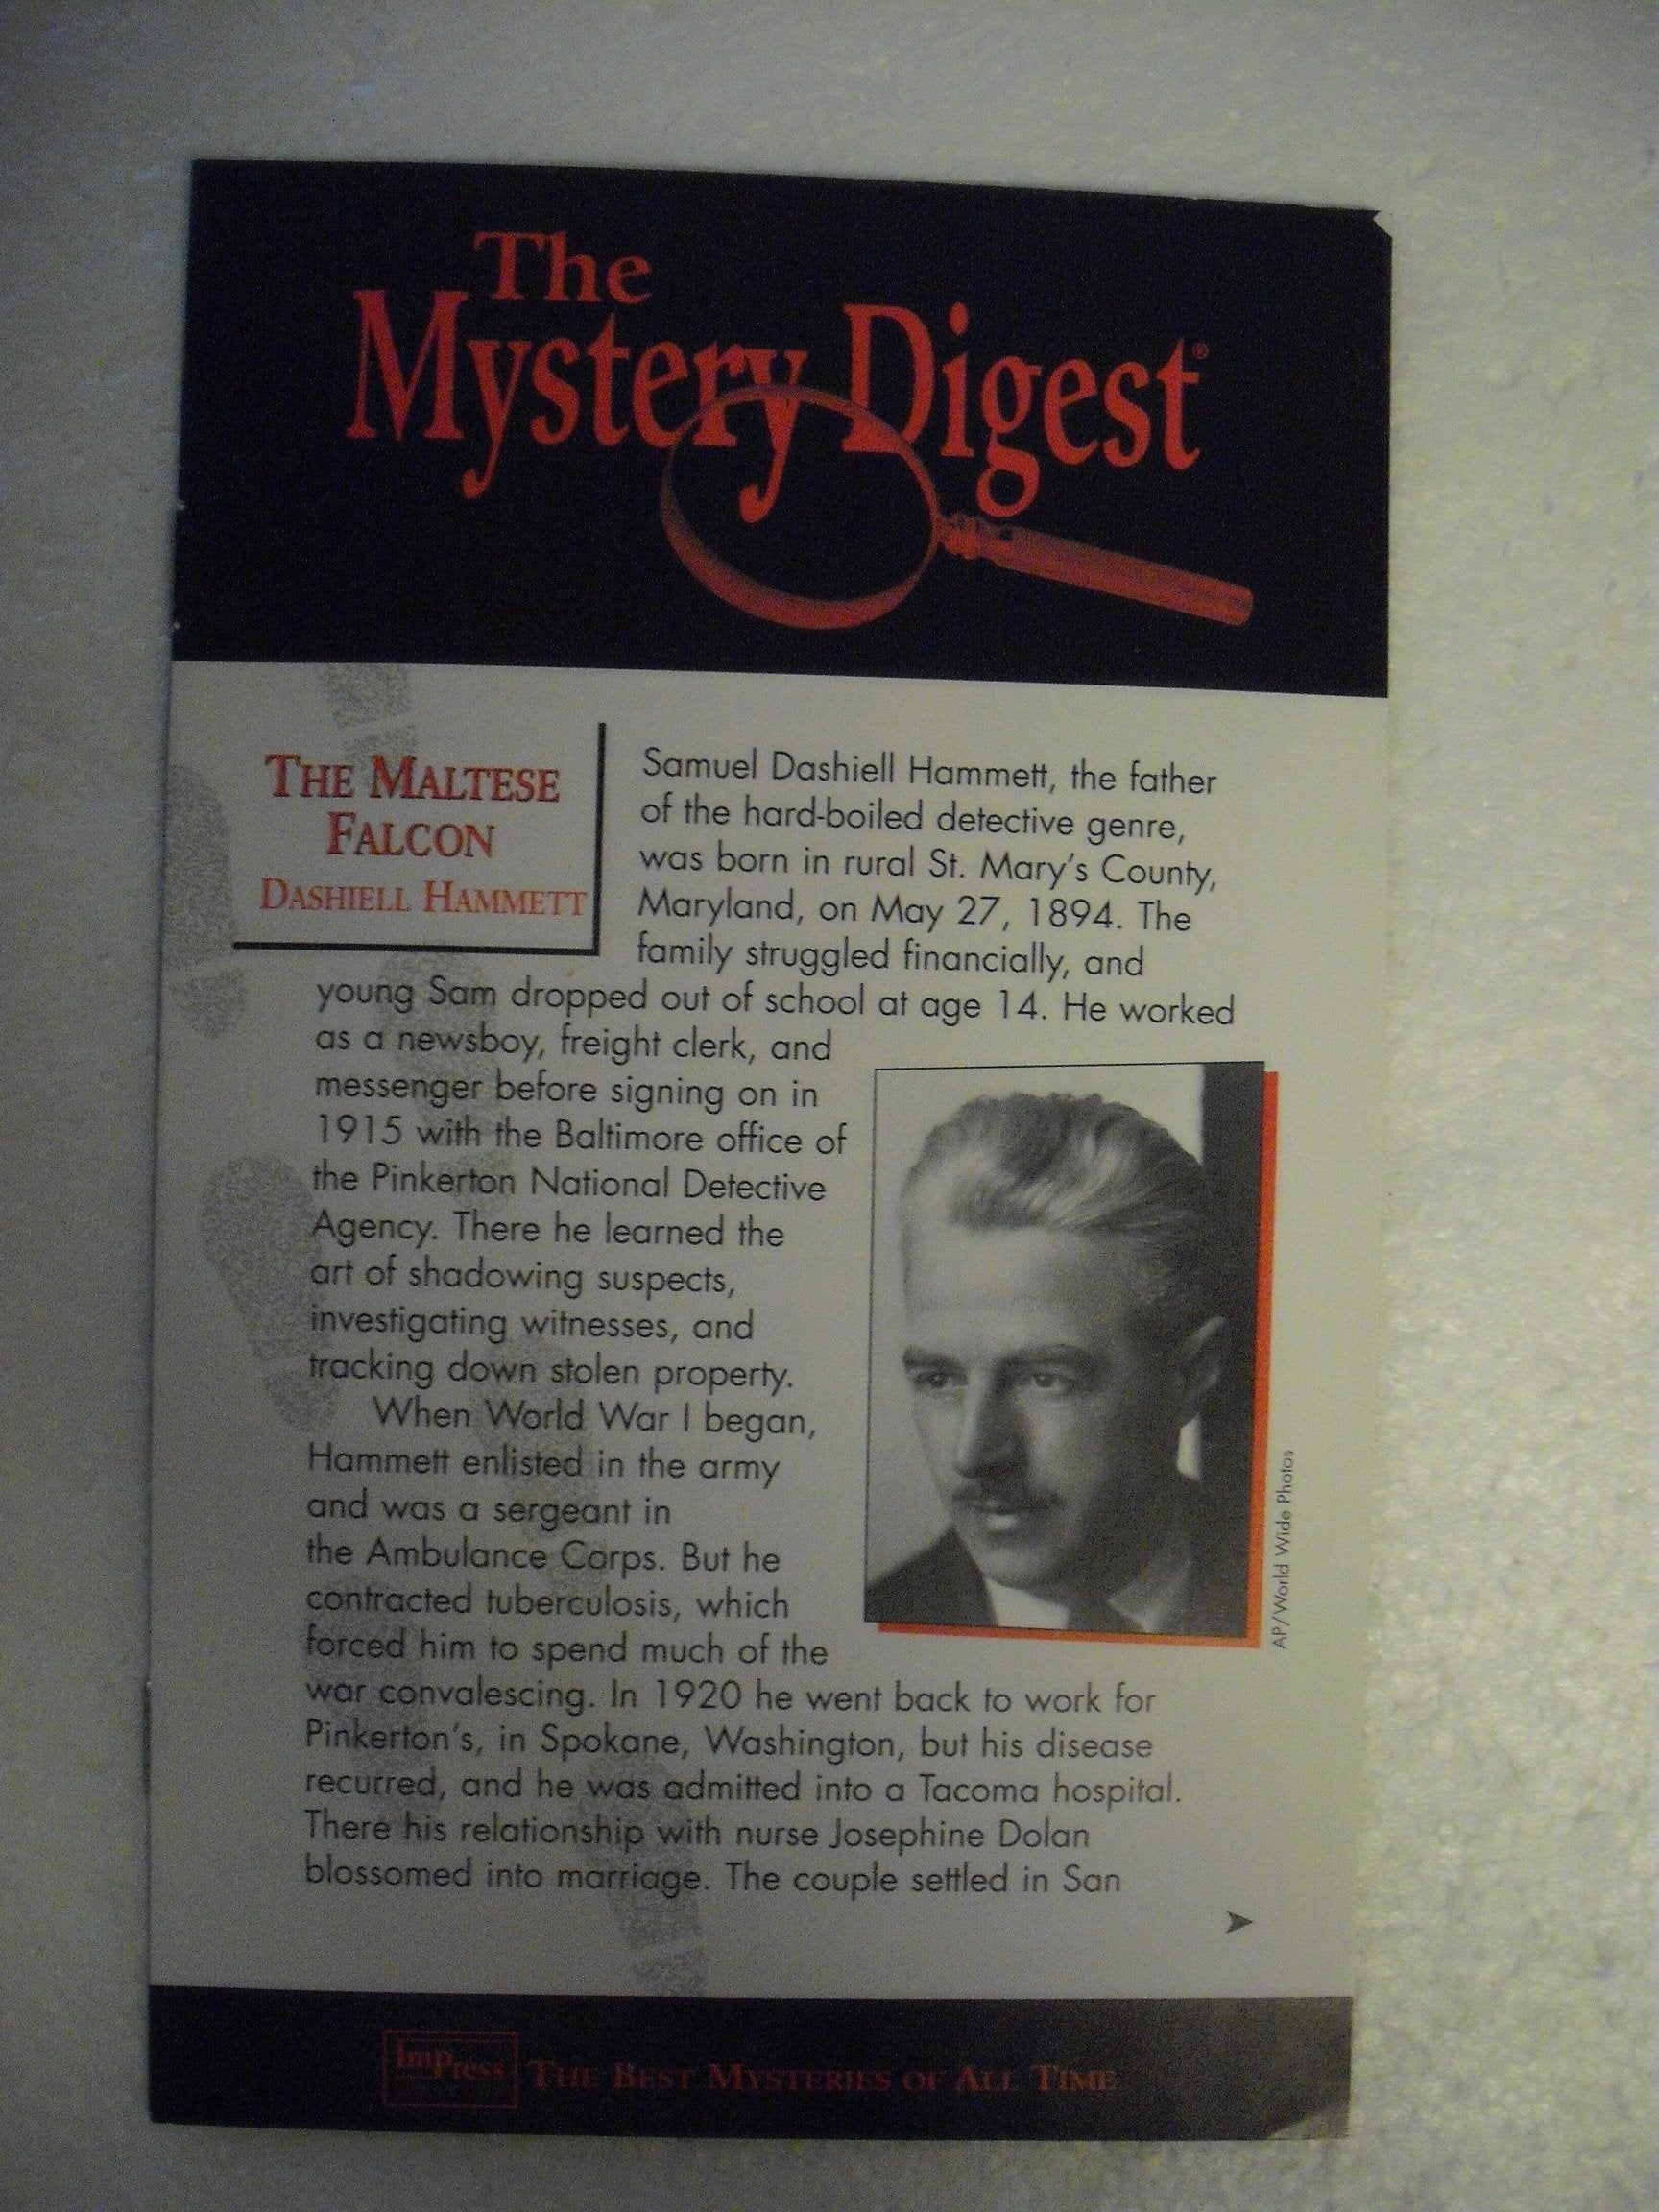 The
Mystery Digest®
THE MALTESE
FALCON
DASHIELL HAMMETT
Samuel Dashiell Hammett, the father
of the hard-boiled detective genre,
was born in rural St. Mary's County,
Maryland, on May 27, 1894. The
family struggled financially, and
young Sam dropped out of school at age 14. He worked
as a newsboy, freight clerk, and
messenger before signing on in
1915 with the Baltimore office of
the Pinkerton National Detective
Agency. There he learned the
art of shadowing suspects,
investigating witnesses, and
tracking down stolen property.
When World War I began,
Hammett enlisted in the army
and was a sergeant in
the Ambulance Corps. But he
contracted tuberculosis, which
forced him to spend much of the
war convalescing. In 1920 he went back to work for
Pinkerton's, in Spokane, Washington, but his disease
recurred, and he was admitted into a Tacoma hospital.
There his relationship with nurse Josephine Dolan
blossomed into marriage. The couple settled in San
AP/World Wide Photos
ImPress
THE BEST MYSTERIES OF ALL TIME